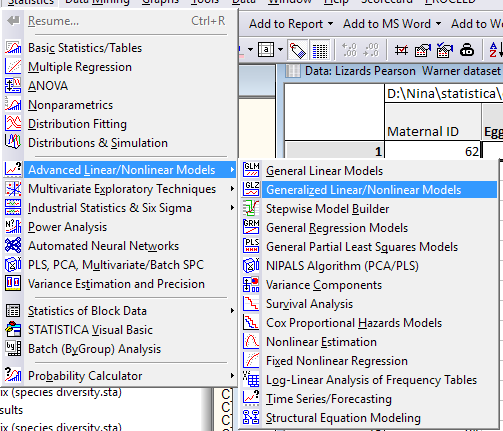 Statistics Data Mining Graphs Tools Data Window Help Scorecard PROCEED
Resume... Ctrl+R
Add to Report Add to MS Word Add to We
Basic Statistics/Tables
Multiple Regression
ANOVA
Nonparametrics
Distribution Fitting
Distributions & Simulation
Data: Lizards Pearson Warner dataset
D:\Nina\statistica\
Maternal ID Egg
1 62
Advanced Linear/Nonlinear Models
Multivariate Exploratory Techniques
Industrial Statistics & Six Sigma
Power Analysis
Automated Neural Networks
PLS, PCA, Multivariate/Batch SPC
Variance Estimation and Precision
Statistics of Block Data
STATISTICA Visual Basic
Batch (ByGroup) Analysis
Probability Calculator
GLM General Linear Models
GLZ Generalized Linear/Nonlinear Models
Stepwise Model Builder
GRM General Regression Models
PLS General Partial Least Squares Models
NIPALS Algorithm (PCA/PLS)
Variance Components
Survival Analysis
Cox Proportional Hazards Models
Nonlinear Estimation
Fixed Nonlinear Regression
Log-Linear Analysis of Frequency Tables
Time Series/Forecasting
Structural Equation Modeling
ix (species diversity.sta)
sults
ix (species diversity.sta)